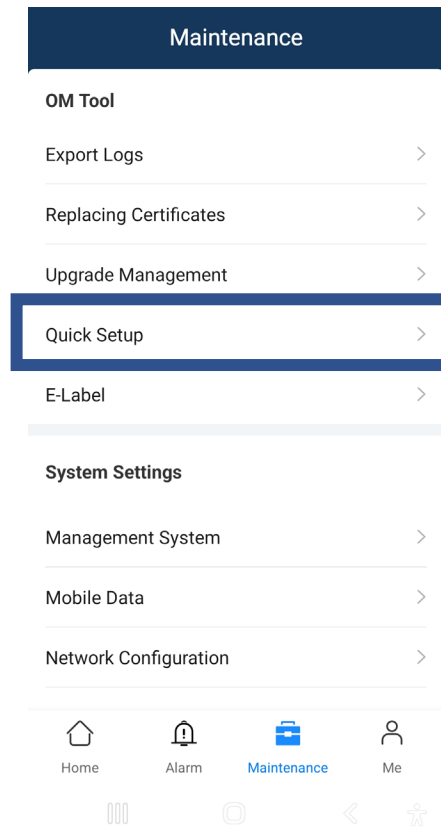 Maintenance
OM Tool
Export Logs
Replacing Certificates
Upgrade Management
Quick Setup
E-Label
System Settings
Management System
Mobile Data
Network Configuration
Home Alarm Maintenance Me